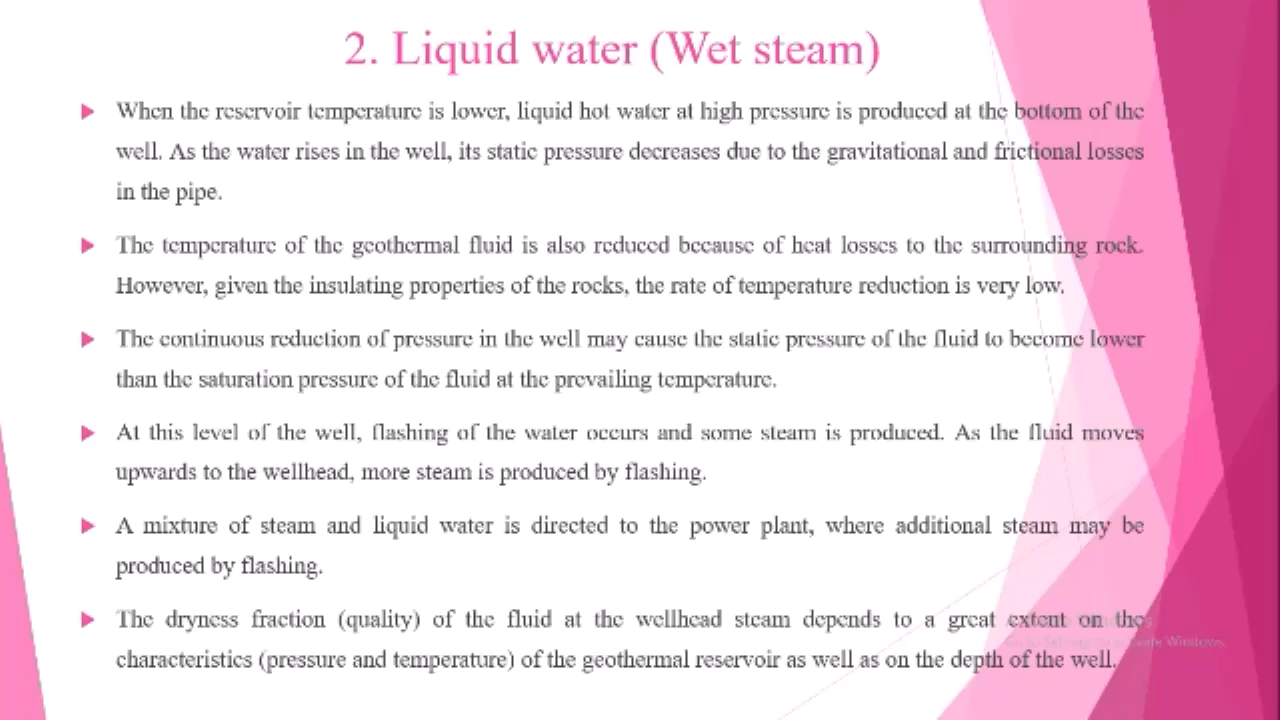 2. Liquid water (Wet steam)
When the reservoir temperature is lower, liquid hot water at high pressure is produced at the bottom of the
well. As the water rises in the well, its static pressure decreases due to the gravitational and frictional losses
in the pipe.
The temperature of the geothermal fluid is also reduced because of heat losses to the surrounding rock.
However, given the insulating properties of the rocks, the rate of temperature reduction is very low.
The continuous reduction of pressure in the well may cause the static pressure of the fluid to become lower
than the saturation pressure of the fluid at the prevailing temperature.
At this level of the well, flashing of the water occurs and some steam is produced. As the fluid moves
upwards to the wellhead, more steam is produced by flashing.
A mixture of steam and liquid water is directed to the power plant, where additional steam may be
produced by flashing.
The dryness fraction (quality) of the fluid at the wellhead steam depends to a great extent on the
characteristics (pressure and temperature) of the geothermal reservoir as well as on the depth of the well.
Windows.